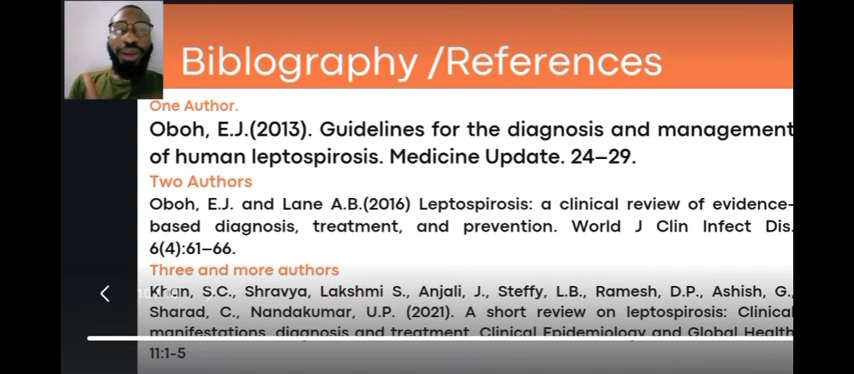 Biblography /References
One Author.
Oboh, E.J.(2013). Guidelines for the diagnosis and management
of human leptospirosis. Medicine Update. 24–29.
Two Authors
Oboh, E.J. and Lane A.B.(2016) Leptospirosis: a clinical review of evidence-
based diagnosis, treatment, and prevention. World J Clin Infect Dis.
6(4):61–66.
Three and more authors
Khan, S.C., Shravya, Lakshmi S., Anjali, J., Steffy, L.B., Ramesh, D.P., Ashish, G.,
Sharad, C., Nandakumar, U.P. (2021). A short review on leptospirosis: Clinical
manifestations, diagnosis and treatment. Clinical Epidemiology and Global Health
11:1-5